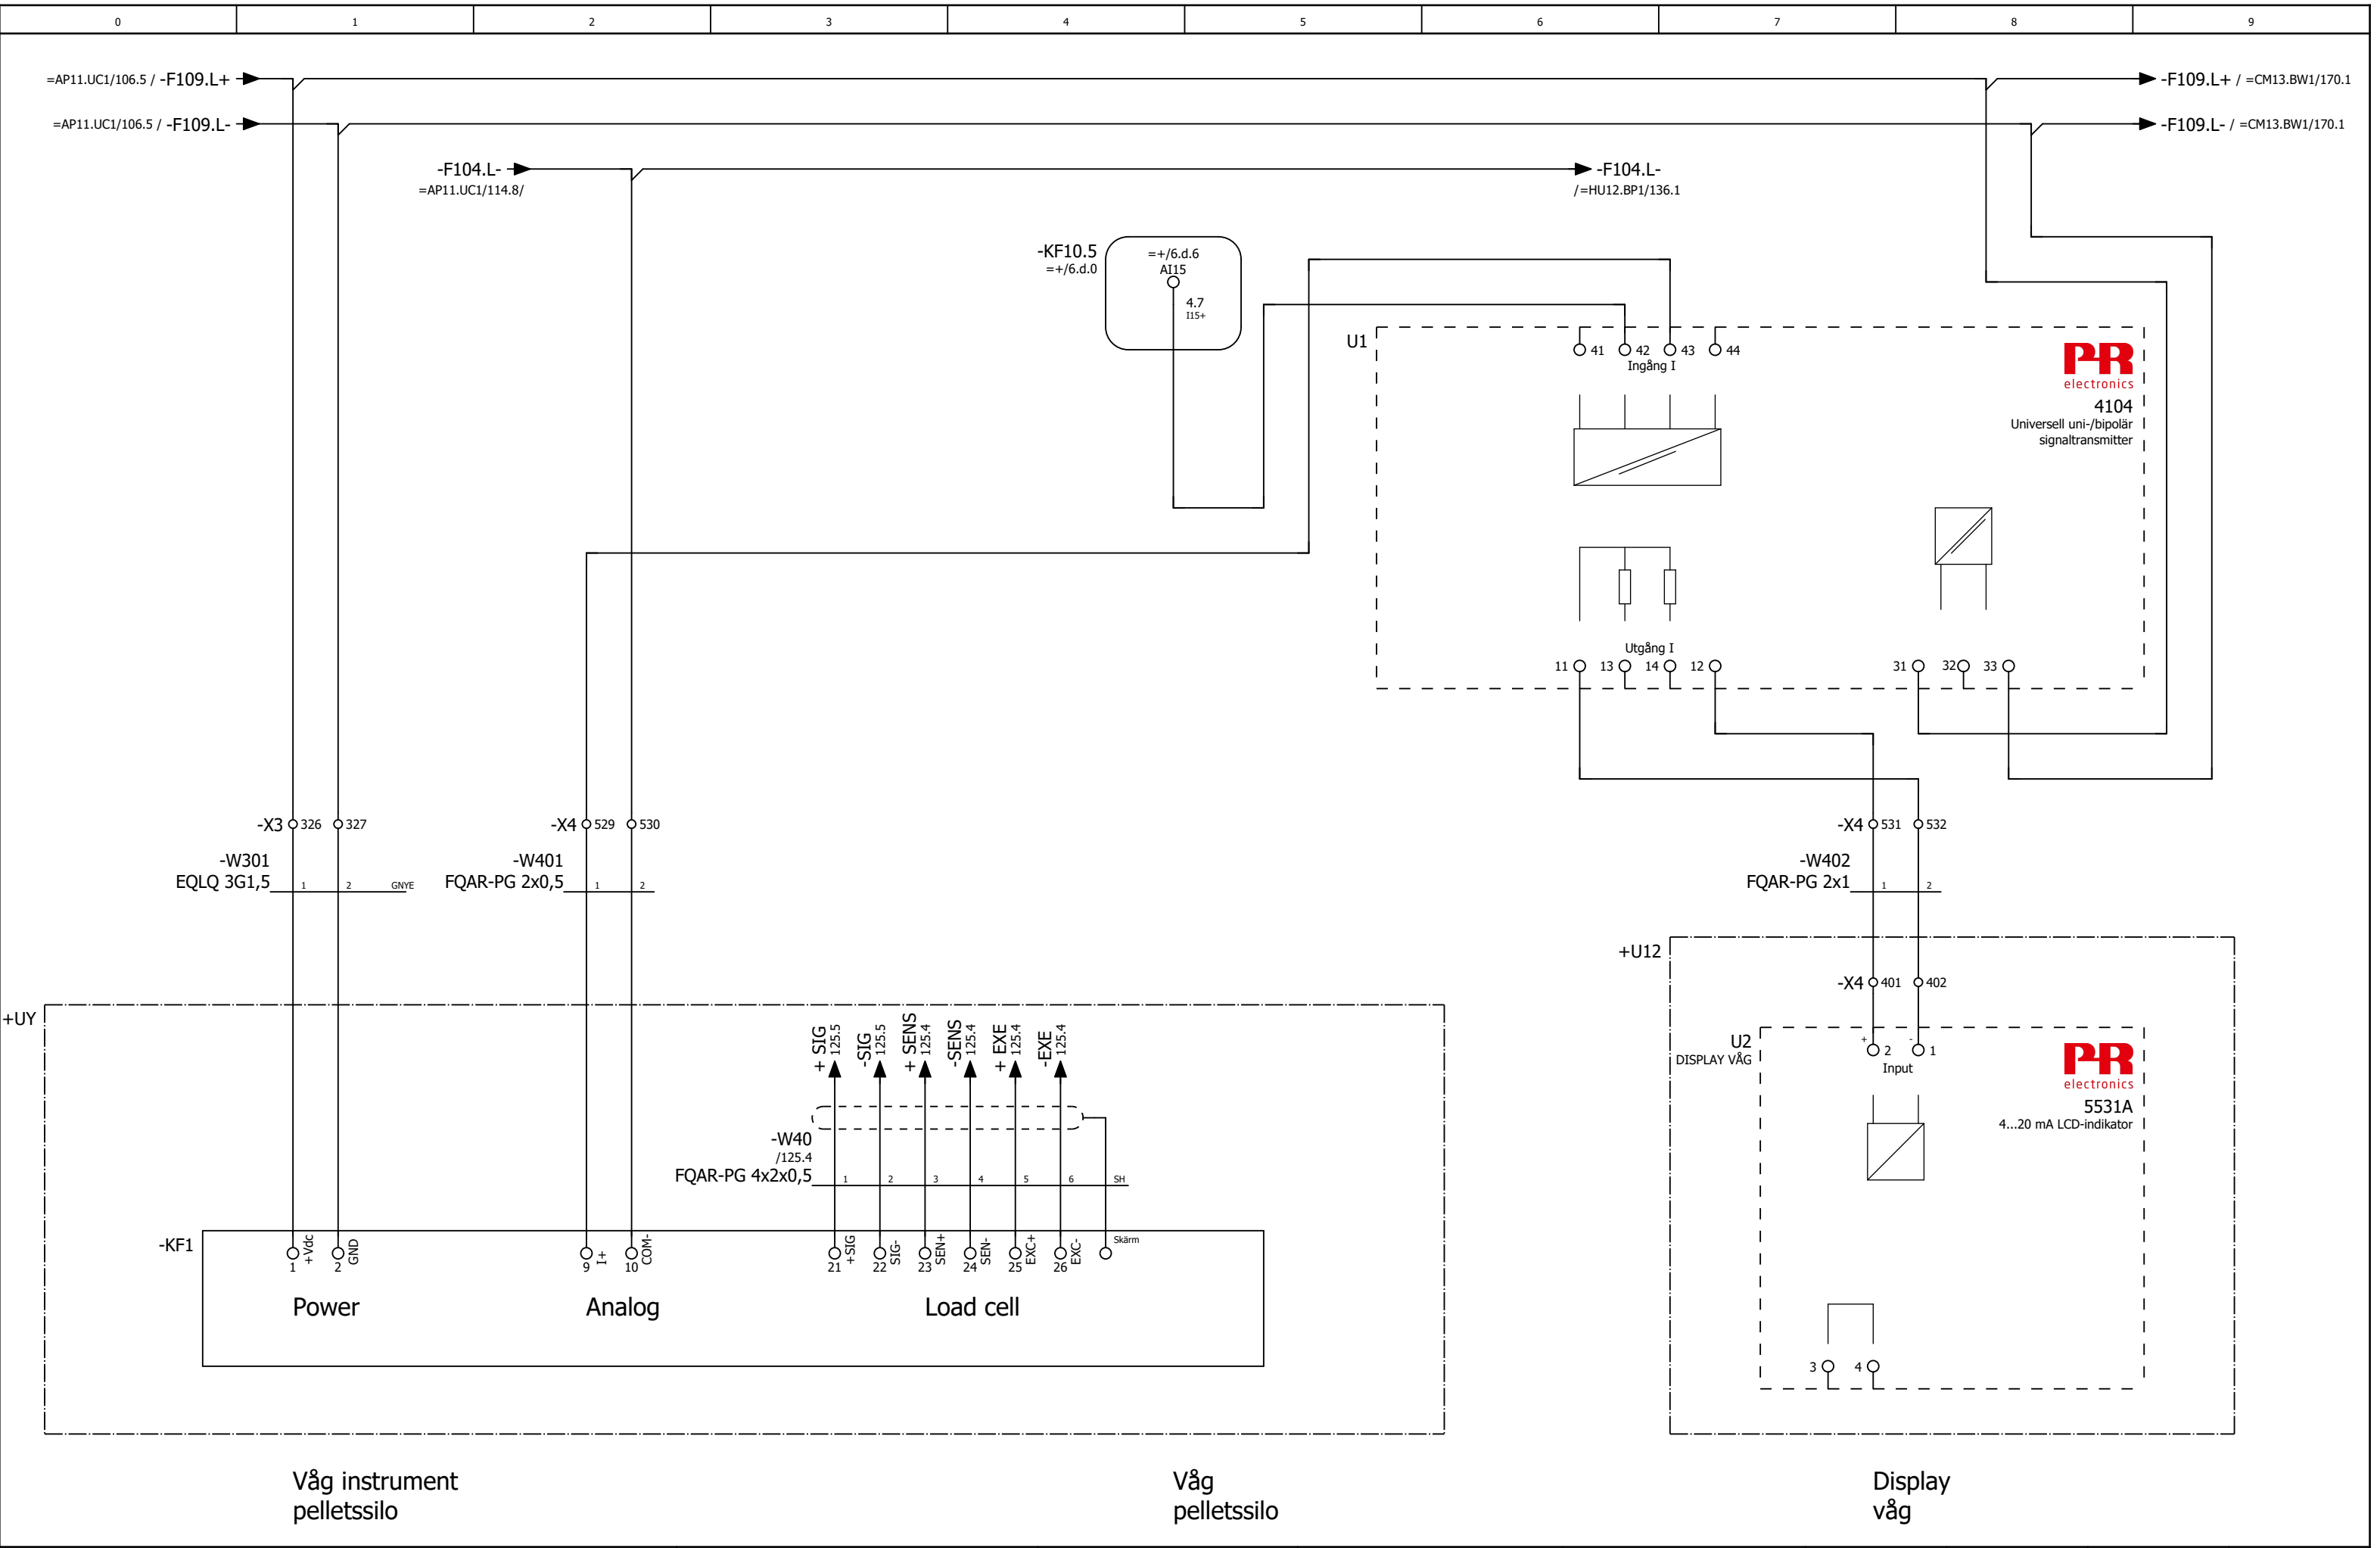 0 1 2 3 4 5 6 7 8 9
=AP11.UC1/106.5 / -F109.L+
-F109.L+ / =CM13.BW1/170.1
=AP11.UC1/106.5 / -F109.L-
-F109.L- / =CM13.BW1/170.1
-F104.L-
=AP11.UC1/114.8/
-F104.L-
/=HU12.BP1/136.1
-KF10.5
=+/6.d.0
=+/6.d.6
AI15
4.7
I15+
U1
41 42 43 44
Ingång I
PR
electronics
4104
Universell uni-/bipolär
signaltransmitter
Utgång I
11 13 14 12
31 32 33
-X3 326 327
-X4 529 530
-X4 531 532
-W301
EQLQ 3G1,5
1 2 GNYE
-W401
FQAR-PG 2x0,5
1 2
-W402
FQAR-PG 2x1
1 2
+U12
-X4 401 402
+UY
+ SIG
125.5
-SIG
125.5
+ SENS
125.4
-SENS
125.4
+ EXE
125.4
-EXE
125.4
U2
DISPLAY VÅG
+ 2 - 1
Input
PR
electronics
5531A
4...20 mA LCD-indikator
-W40
/125.4
FQAR-PG 4x2x0,5
1 2 3 4 5 6 SH
-KF1
1 +Vdc
2 GND
9 I+
10 COM-
21 +SIG
22 SIG-
23 SEN+
24 SEN-
25 EXC+
26 EXC-
Skärm
Power
Analog
Load cell
3 4
Våg instrument
pelletssilo
Våg
pelletssilo
Display
våg